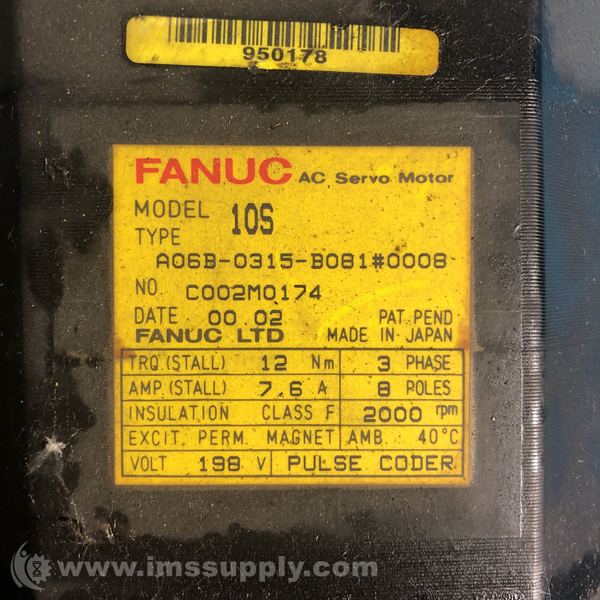 950178
FANUC AC Servo Motor
MODEL 10S
TYPE
A06B-0315-B081#0008
NO. C002M0174
DATE 00.02 PAT. PEND
FANUC LTD MADE IN JAPAN
TRQ.(STALL) 12 Nm 3 PHASE
AMP.(STALL) 7.6 A 8 POLES
INSULATION CLASS F 2000 rpm
EXCIT. PERM. MAGNET AMB. 40°C
VOLT 198 V PULSE CODER
www.imssupply.com